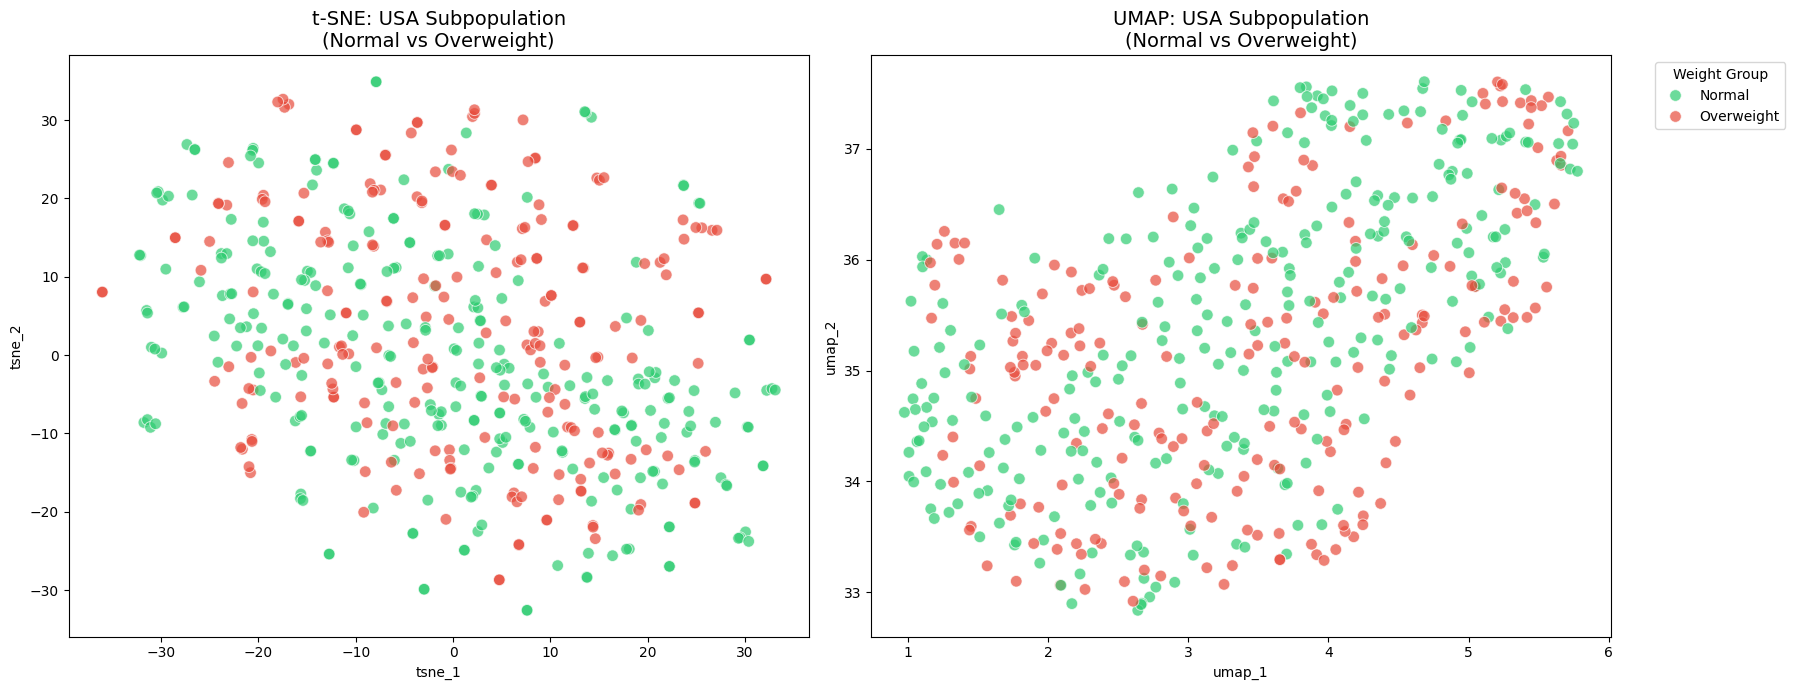 t-SNE: USA Subpopulation
(Normal vs Overweight)
30
20
10
0
−10
−20
−30
tsne_2
−30
−20
−10
0
10
20
30
tsne_1
UMAP: USA Subpopulation
(Normal vs Overweight)
37
36
35
34
33
umap_2
1
2
3
4
5
6
umap_1
Weight Group
Normal
Overweight